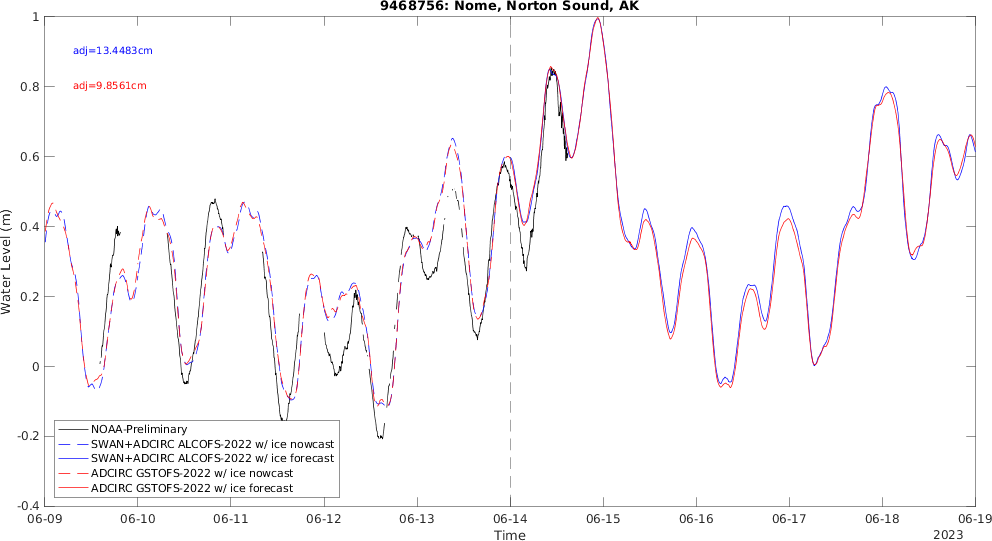 9468756: Nome, Norton Sound, AK
adj=13.4483cm
adj=9.8561cm
Water Level (m)
1
0.8
0.6
0.4
0.2
0
-0.2
-0.4
NOAA-Preliminary
SWAN+ADCIRC ALCOFS-2022 w/ ice nowcast
SWAN+ADCIRC ALCOFS-2022 w/ ice forecast
ADCIRC GSTOFS-2022 w/ ice nowcast
ADCIRC GSTOFS-2022 w/ ice forecast
06-09 06-10 06-11 06-12 06-13 06-14 06-15 06-16 06-17 06-18 06-19
Time
2023